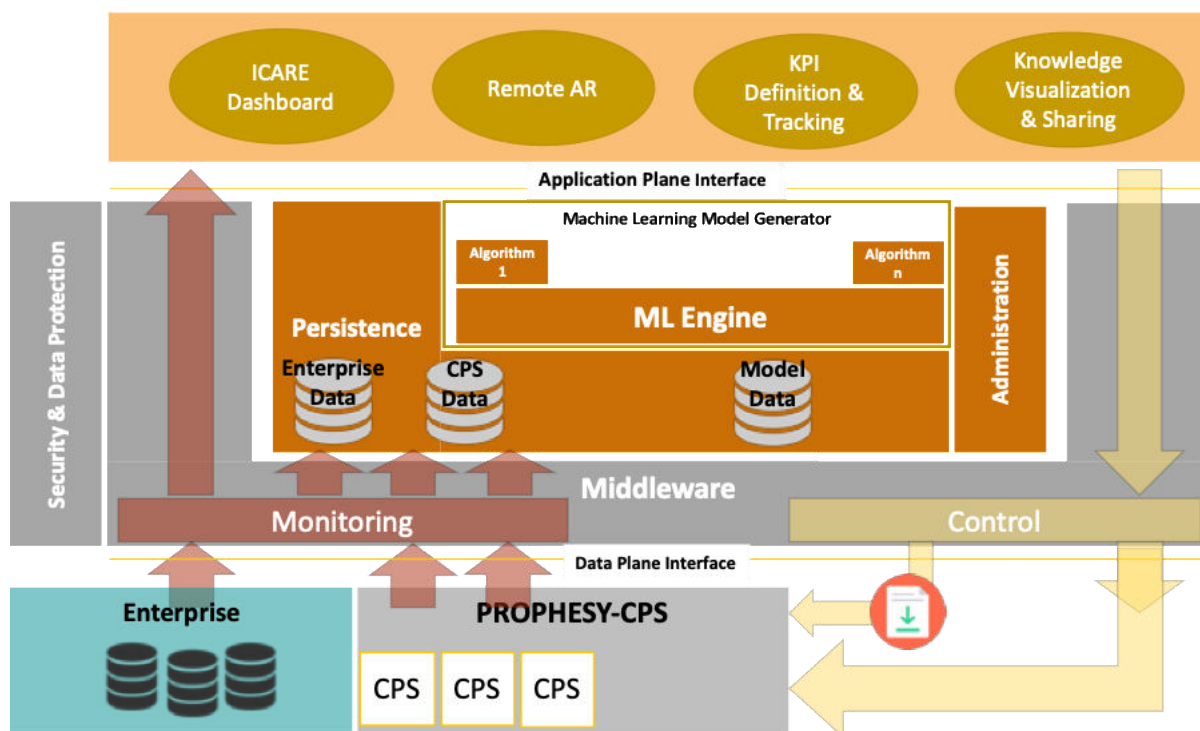 ICARE
Dashboard
Remote AR
KPI
Definition &
Tracking
Knowledge
Visualization
& Sharing
Application Plane Interface
Security & Data Protection
Machine Learning Model Generator
Algorithm
1
Algorithm
n
ML Engine
Persistence
Enterprise
Data
CPS
Data
Model
Data
Administration
Middleware
Monitoring
Control
Data Plane Interface
Enterprise
PROPHESY-CPS
CPS
CPS
CPS